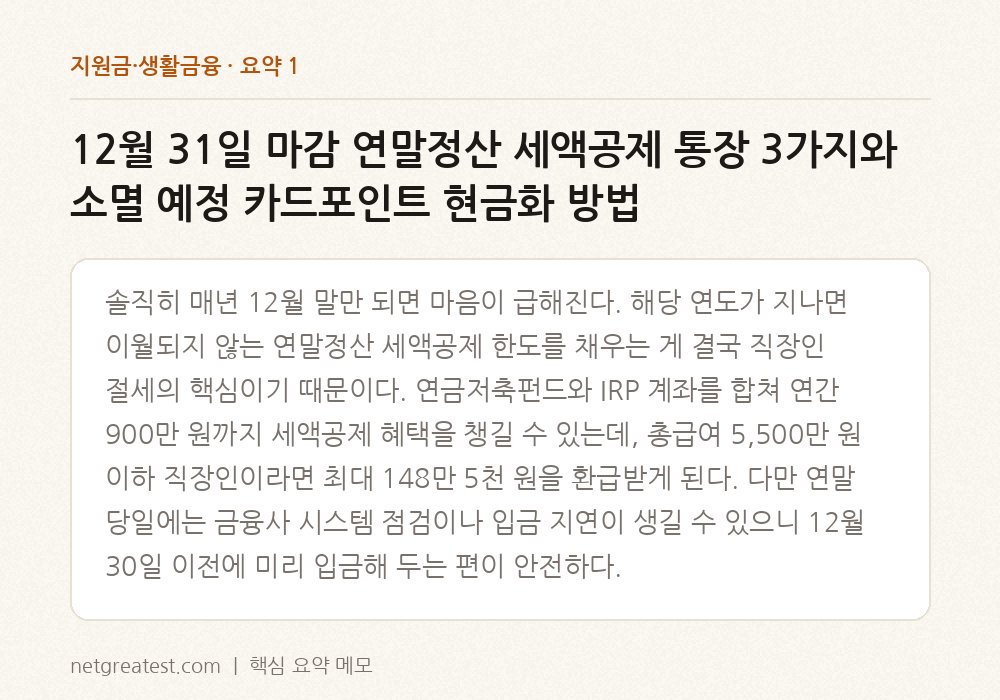 지원금·생활금융 · 요약 1
12월 31일 마감 연말정산 세액공제 통장 3가지와
소멸 예정 카드포인트 현금화 방법
솔직히 매년 12월 말만 되면 마음이 급해진다. 해당 연도가 지나면
이월되지 않는 연말정산 세액공제 한도를 채우는 게 결국 직장인
절세의 핵심이기 때문이다. 연금저축펀드와 IRP 계좌를 합쳐 연간
900만 원까지 세액공제 혜택을 챙길 수 있는데, 총급여 5,500만 원
이하 직장인이라면 최대 148만 5천 원을 환급받게 된다. 다만 연말
당일에는 금융사 시스템 점검이나 입금 지연이 생길 수 있으니 12월
30일 이전에 미리 입금해 두는 편이 안전하다.
netgreatest.com | 핵심 요약 메모